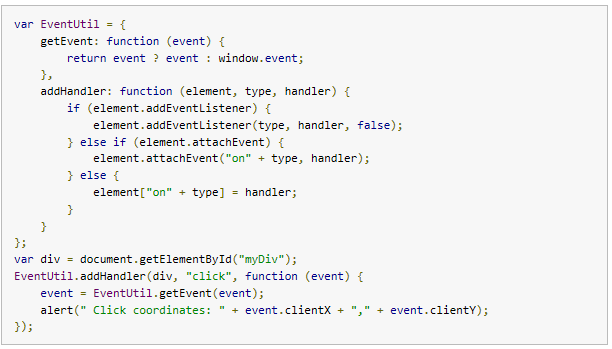 var EventUtil = {
    getEvent: function (event) {
        return event ? event : window.event;
    },
    addHandler: function (element, type, handler) {
        if (element.addEventListener) {
            element.addEventListener(type, handler, false);
        } else if (element.attachEvent) {
            element.attachEvent("on" + type, handler);
        } else {
            element["on" + type] = handler;
        }
    }
};
var div = document.getElementById("myDiv");
EventUtil.addHandler(div, "click", function (event) {
    event = EventUtil.getEvent(event);
    alert(" Click coordinates: " + event.clientX + "," + event.clientY);
});